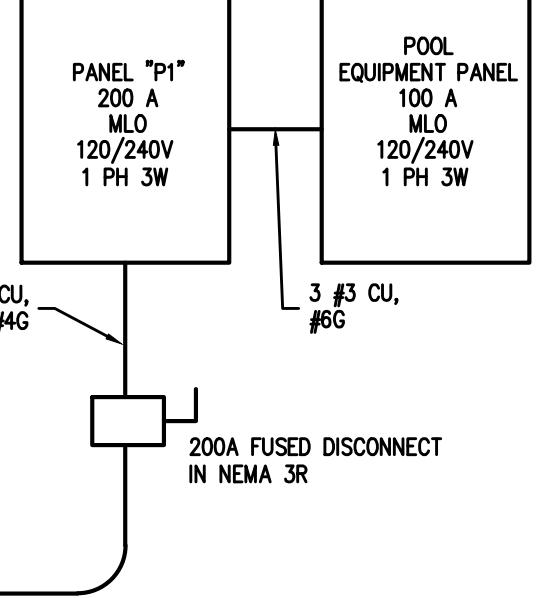 PANEL "P1"
200 A
MLO
120/240V
1 PH 3W
POOL
EQUIPMENT PANEL
100 A
MLO
120/240V
1 PH 3W
CU,
#4G
3 #3 CU,
#6G
200A FUSED DISCONNECT
IN NEMA 3R